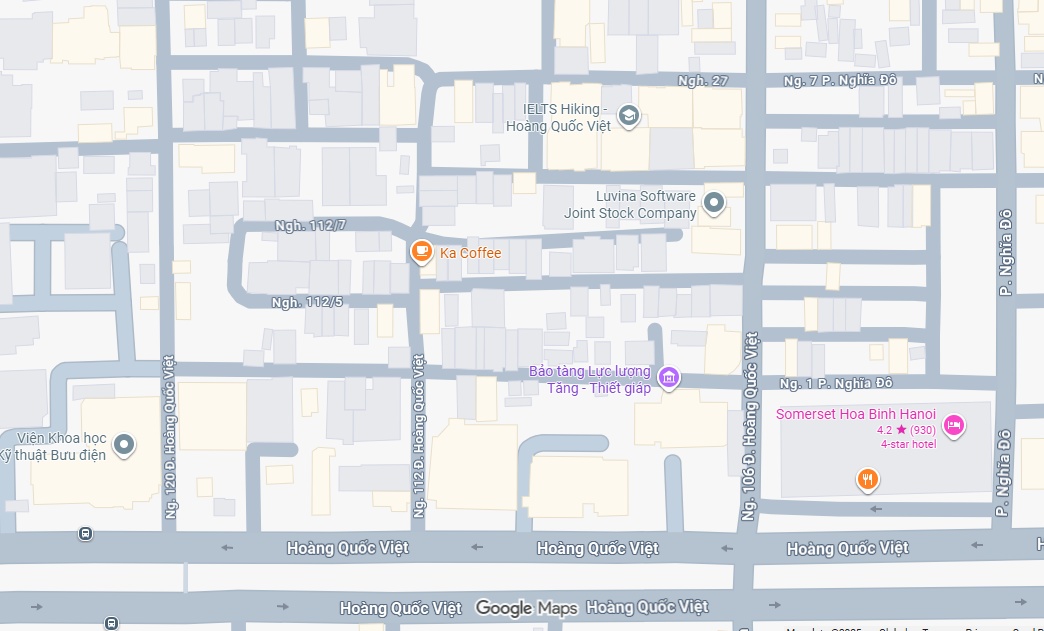 Ngh. 27
Ng. 7 P. Nghĩa Đô
N
IELTS Hiking -
Hoàng Quốc Việt
Luvina Software
Joint Stock Company
Ngh. 112/7
P. Nghĩa Đô
Ka Coffee
Ngh. 112/5
Bảo tàng Lực lượng
Tăng - Thiết giáp
Ng. 1 P. Nghĩa Đô
Ng. 120 Đ. Hoàng Quốc Việt
Ng. 112 Đ. Hoàng Quốc Việt
Ng. 106 Đ. Hoàng Quốc Việt
Somerset Hoa Binh Hanoi
4.2 ★ (930)
4-star hotel
Viện Khoa học
Kỹ thuật Bưu điện
P. Nghĩa Đô
Hoàng Quốc Việt
Hoàng Quốc Việt
Hoàng Quốc Việt
H
Hoàng Quốc Việt
Google Maps
Hoàng Quốc Việt